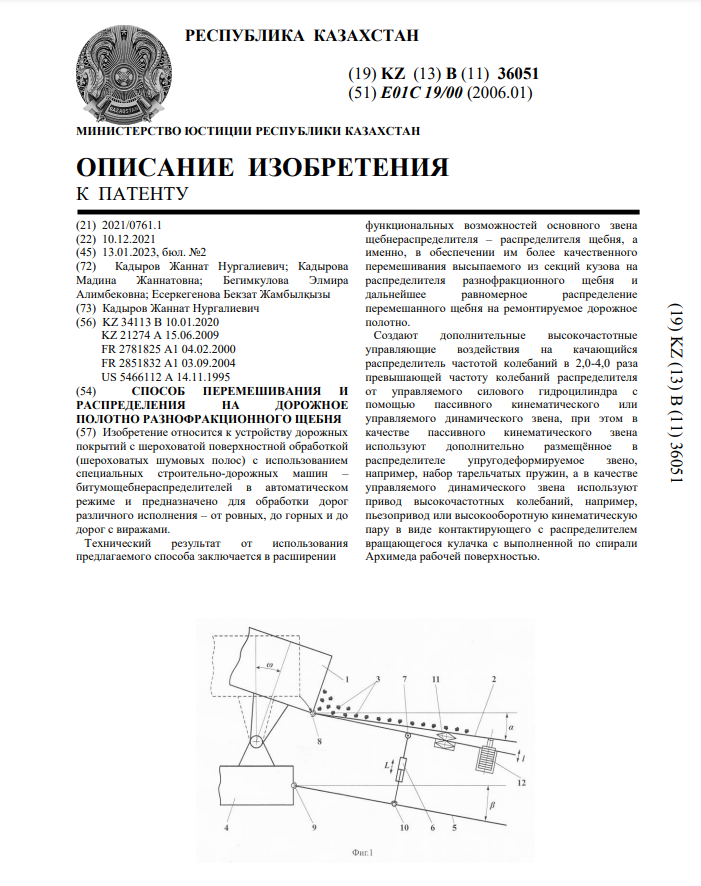 РЕСПУБЛИКА КАЗАХСТАН
(19) KZ (13) B (11) 36051
(51) E01C 19/00 (2006.01)
МИНИСТЕРСТВО ЮСТИЦИИ РЕСПУБЛИКИ КАЗАХСТАН
ОПИСАНИЕ ИЗОБРЕТЕНИЯ
К ПАТЕНТУ
(21) 2021/0761.1
(22) 10.12.2021
(45) 13.01.2023, бюл. №2
(72) Кадыров Жаннат Нургалиевич; Кадырова
Мадина Жаннатовна; Бегимкулова Элмира
Алимбековна; Есеркегенова Бекзат Жамбылқызы
(73) Кадыров Жаннат Нургалиевич
(56) KZ 34113 B 10.01.2020
KZ 21274 A 15.06.2009
FR 2781825 A1 04.02.2000
FR 2851832 A1 03.09.2004
US 5466112 A 14.11.1995
(54) СПОСОБ ПЕРЕМЕШИВАНИЯ И
РАСПРЕДЕЛЕНИЯ НА ДОРОЖНОЕ
ПОЛОТНО РАЗНОФРАКЦИОННОГО ЩЕБНЯ
(57) Изобретение относится к устройству дорожных
покрытий с шероховатой поверхностной обработкой
(шероховатых шумовых полос) с использованием
специальных строительно-дорожных машин –
битумощебнераспределителей в автоматическом
режиме и предназначено для обработки дорог
различного исполнения – от ровных, до горных и до
дорог с виражами.
Технический результат от использования
предлагаемого способа заключается в расширении
функциональных возможностей основного звена
щебнераспределителя – распределителя щебня, а
именно, в обеспечении им более качественного
перемешивания высыпаемого из секций кузова на
распределителя разнофракционного щебня и
дальнейшее равномерное распределение
перемешанного щебня на ремонтируемое дорожное
полотно.
Создают дополнительные высокочастотные
управляющие воздействия на качающийся
распределитель частотой колебаний в 2,0-4,0 раза
превышающей частоту колебаний распределителя
от управляемого силового гидроцилиндра с
помощью пассивного кинематического или
управляемого динамического звена, при этом в
качестве пассивного кинематического звена
используют дополнительно размещённое в
распределителе упругодеформируемое звено,
например, набор тарельчатых пружин, а в качестве
управляемого динамического звена используют
привод высокочастотных колебаний, например,
пьезопривод или высокооборотную кинематическую
пару в виде контактирующего с распределителем
вращающегося кулачка с выполненной по спирали
Архимеда рабочей поверхностью.
(19) KZ (13) B (11) 36051
ω
1
3
7
11
2
α
8
L
l
12
β
4
9
10
6
5
Фиг.1